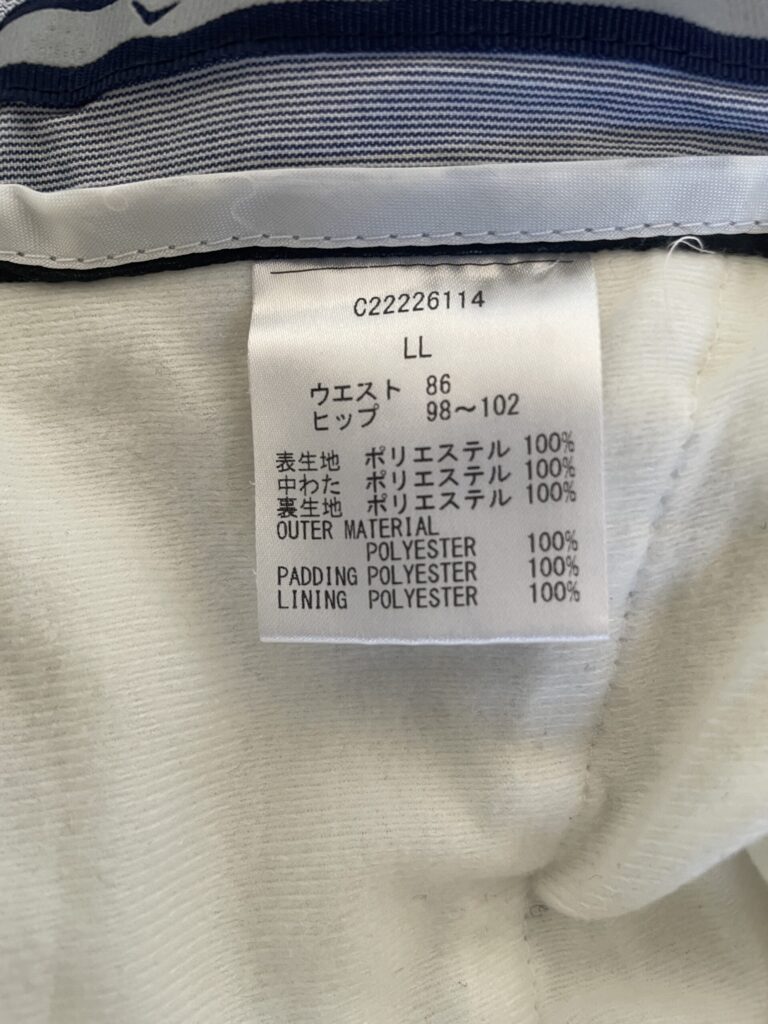 C22226114
LL
ウエスト 86
ヒップ 98～102
表生地 ポリエステル 100%
中わた ポリエステル 100%
裏生地 ポリエステル 100%
OUTER MATERIAL
POLYESTER 100%
PADDING POLYESTER 100%
LINING POLYESTER 100%